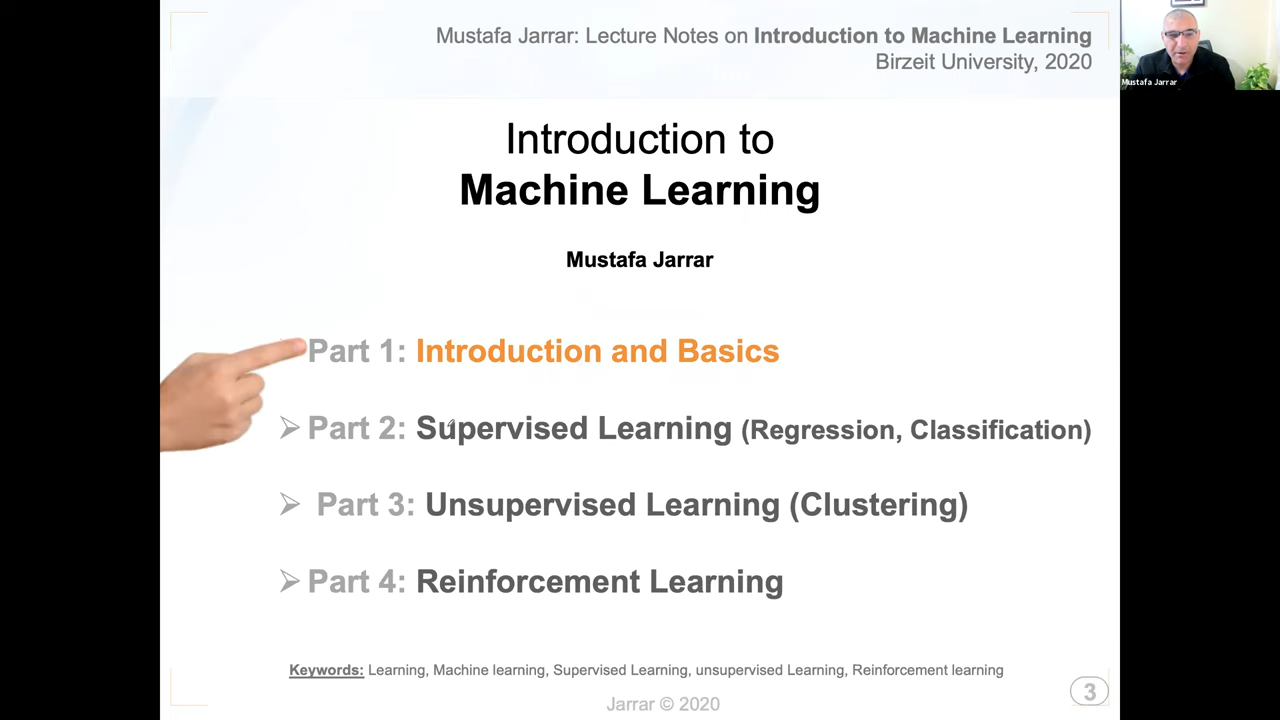 Mustafa Jarrar: Lecture Notes on Introduction to Machine Learning
Birzeit University, 2020
Mustafa Jarrar
Introduction to
Machine Learning
Mustafa Jarrar
Part 1: Introduction and Basics
Part 2: Supervised Learning (Regression, Classification)
Part 3: Unsupervised Learning (Clustering)
Part 4: Reinforcement Learning
Keywords: Learning, Machine learning, Supervised Learning, unsupervised Learning, Reinforcement learning
Jarrar © 2020
3